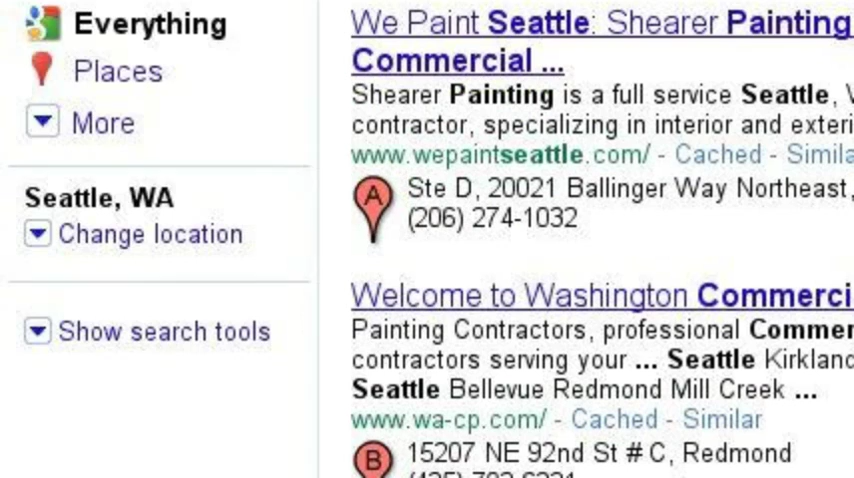 Everything
Places
More
Seattle, WA
Change location
Show search tools
We Paint Seattle: Shearer Painting
Commercial ...
Shearer Painting is a full service Seattle,
contractor, specializing in interior and exteri
www.wepaintseattle.com/ - Cached - Simila
A
Ste D, 20021 Ballinger Way Northeast,
(206) 274-1032
Welcome to Washington Commerci
Painting Contractors, professional Commer
contractors serving your ... Seattle Kirkland
Seattle Bellevue Redmond Mill Creek ...
www.wa-cp.com/ - Cached - Similar
B
15207 NE 92nd St # C, Redmond